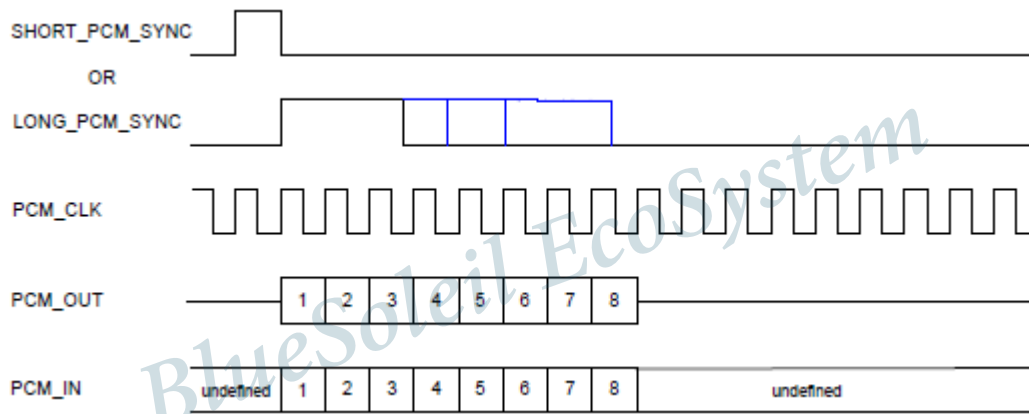 SHORT_PCM_SYNC
OR
LONG_PCM_SYNC
PCM_CLK
PCM_OUT 1 2 3 4 5 6 7 8
PCM_IN undefined 1 2 3 4 5 6 7 8 undefined
BlueSoleil EcoSystem